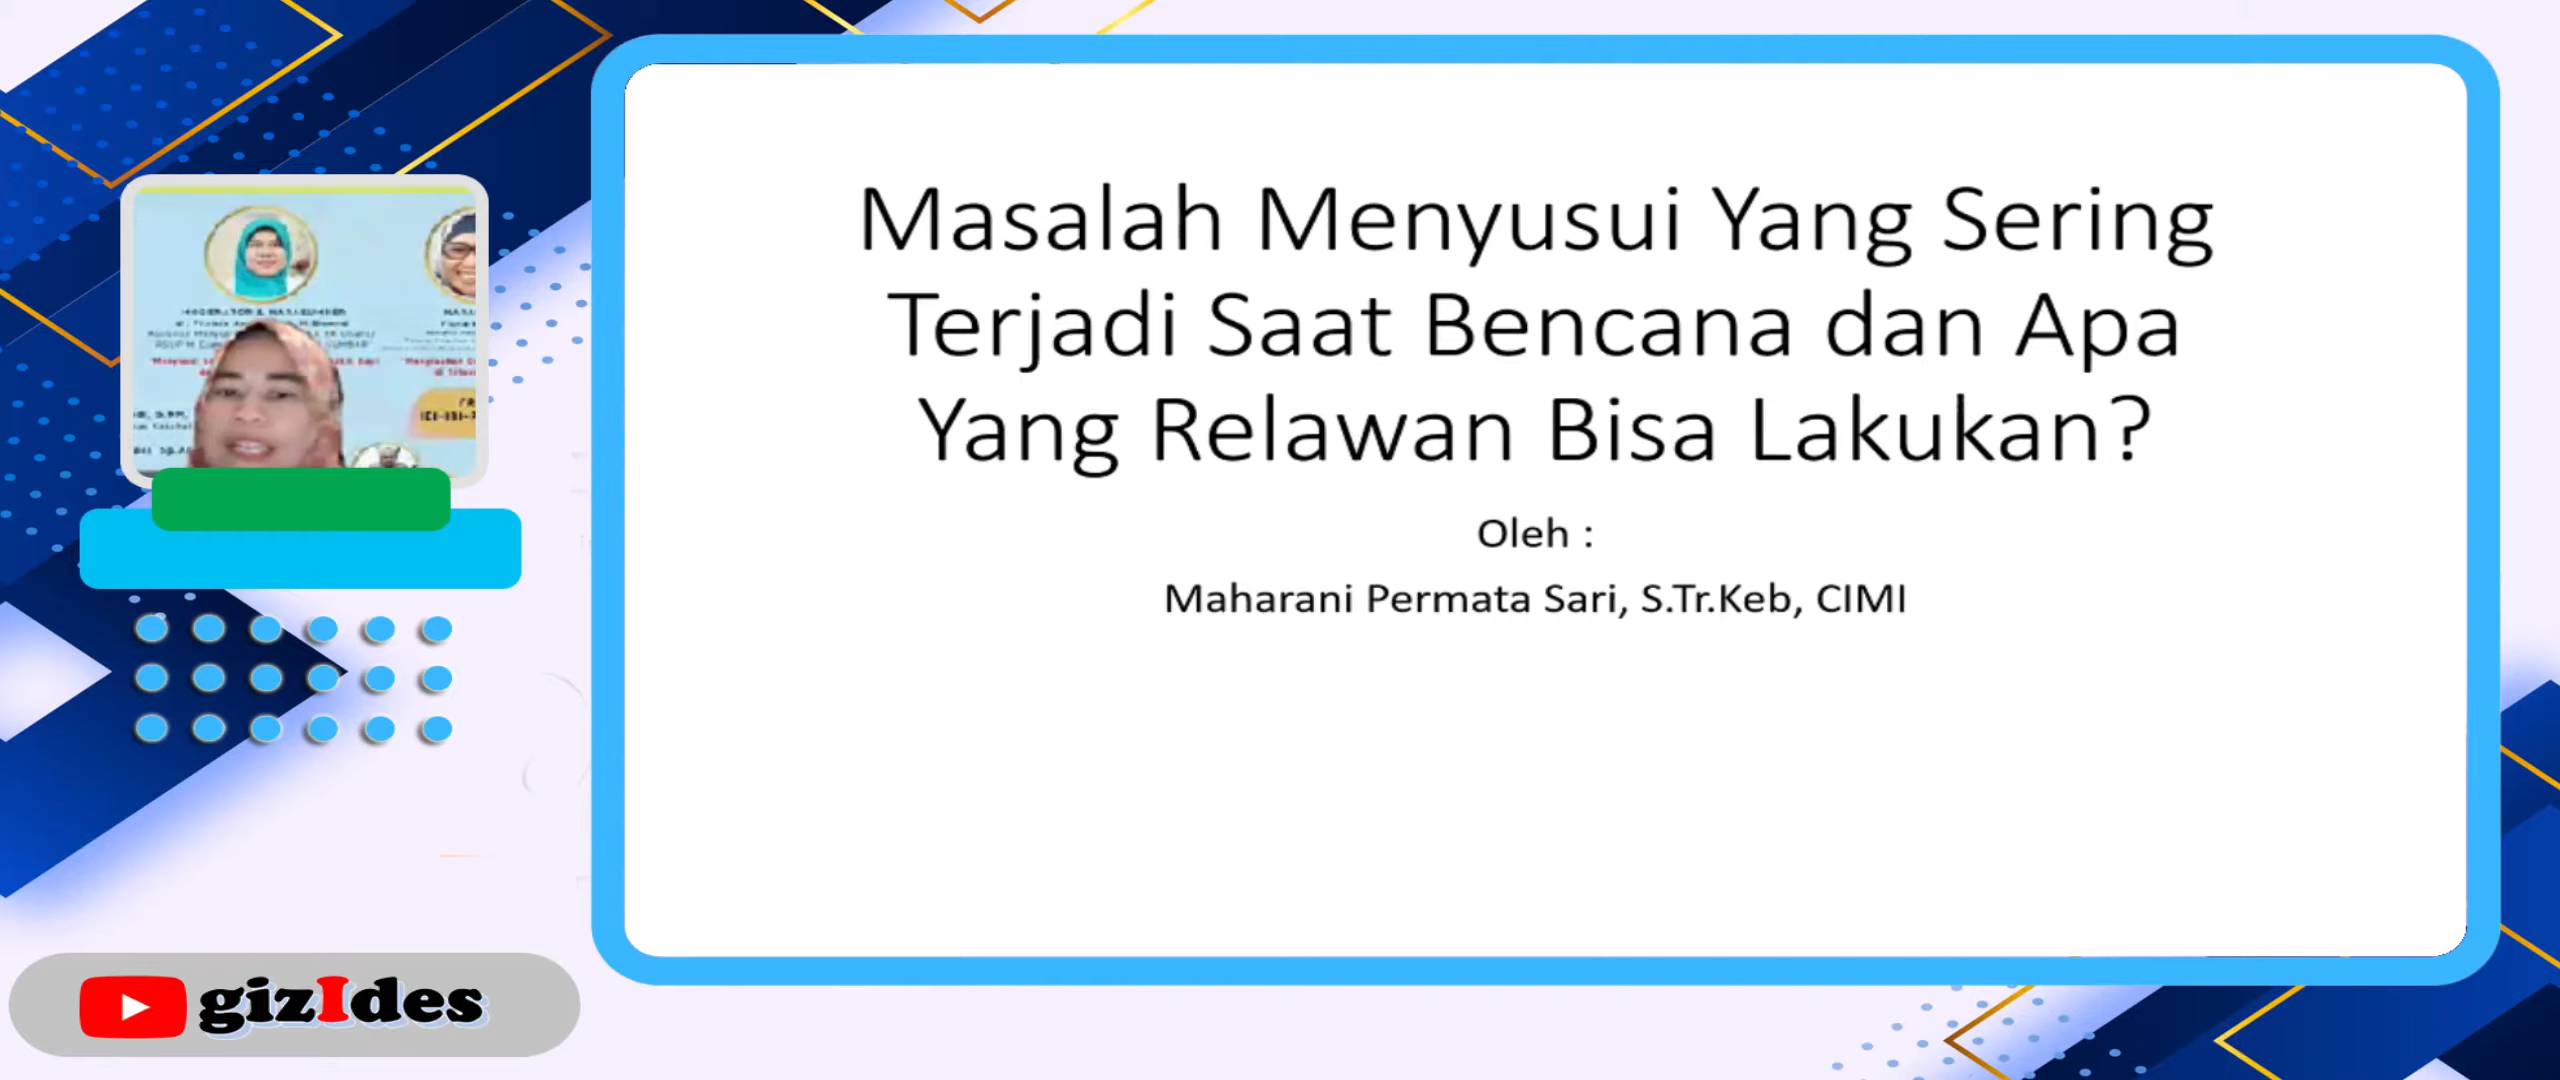 Masalah Menyusui Yang Sering
Terjadi Saat Bencana dan Apa
Yang Relawan Bisa Lakukan?
Oleh :
Maharani Permata Sari, S.Tr.Keb, CIMI
gizIdes